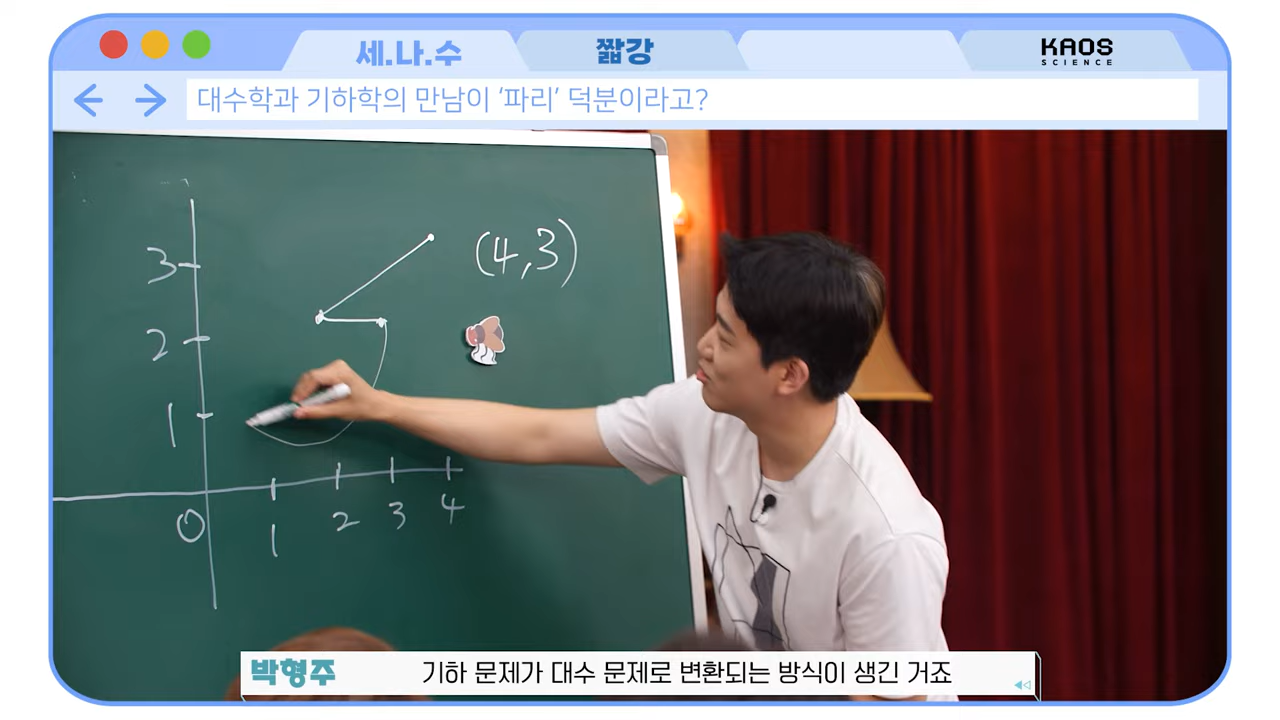 세.나.수
짧강
KAOS
SCIENCE
대수학과 기하학의 만남이 ‘파리’ 덕분이라고?
3
(4,3)
2
1
0
1 2 3 4
박형주
기하 문제가 대수 문제로 변환되는 방식이 생긴 거죠